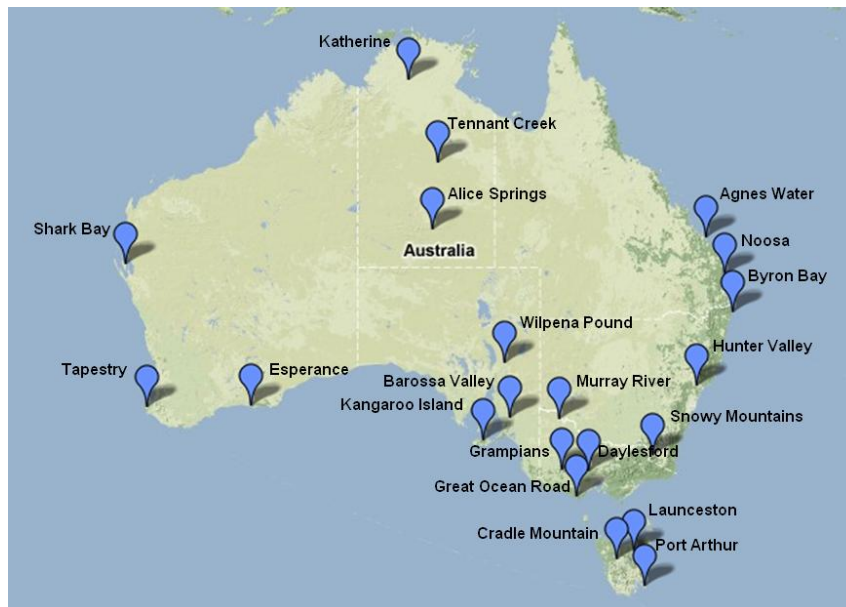 Katherine
Tennant Creek
Alice Springs
Agnes Water
Shark Bay
Noosa
Australia
Byron Bay
Wilpena Pound
Hunter Valley
Tapestry
Esperance
Barossa Valley
Murray River
Kangaroo Island
Snowy Mountains
Grampians
Daylesford
Great Ocean Road
Launceston
Cradle Mountain
Port Arthur